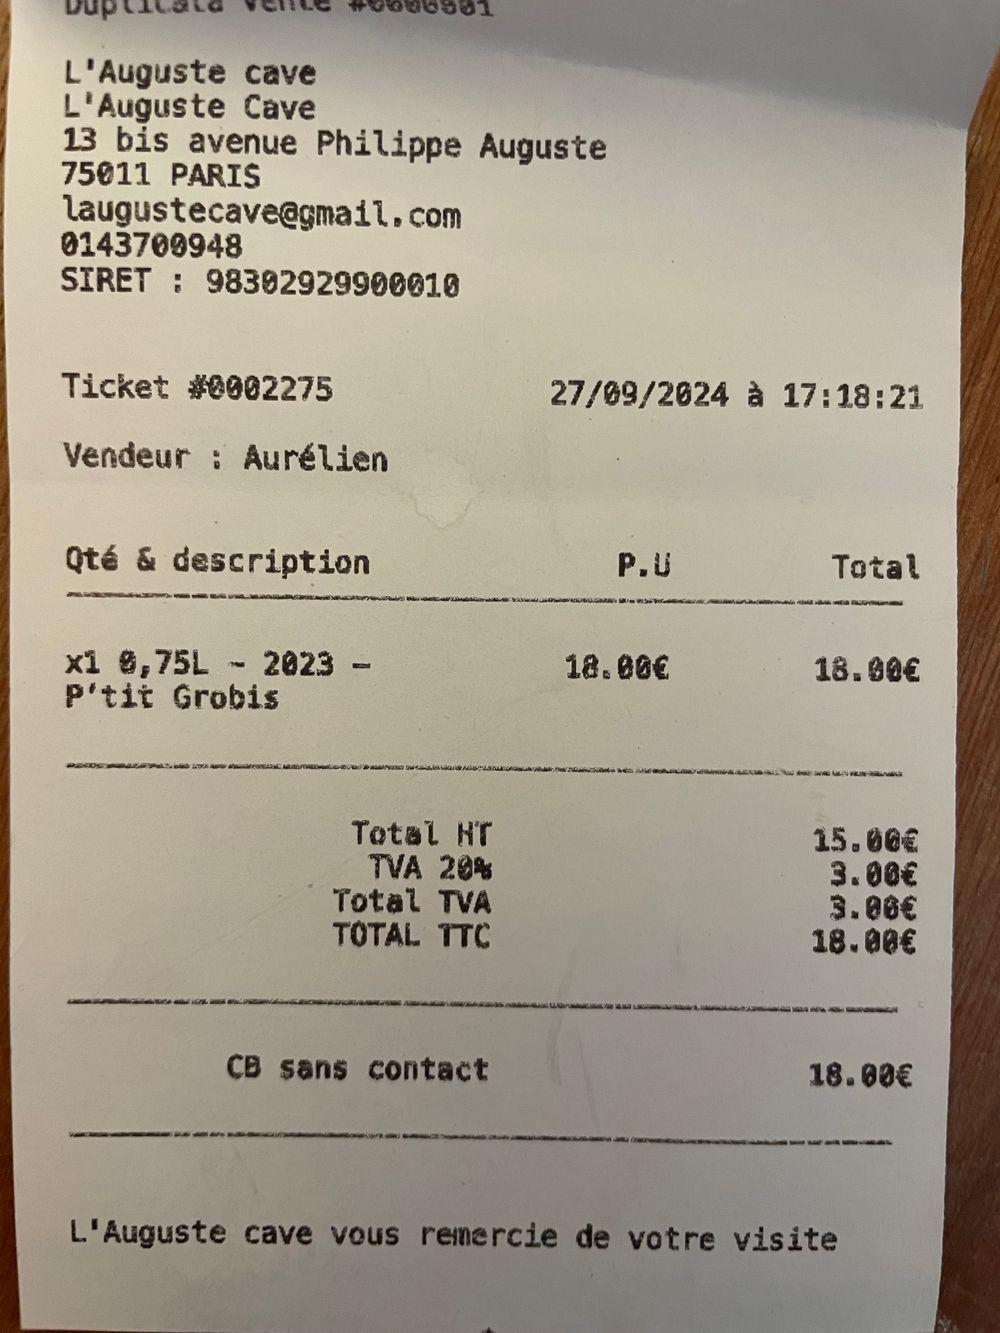 Duplicata vente #0000501
L'Auguste cave
L'Auguste Cave
13 bis avenue Philippe Auguste
75011 PARIS
laugustecave@gmail.com
0143700948
SIRET : 98302929900010
Ticket #0002275 27/09/2024 à 17:18:21
Vendeur : Aurélien
Qté & description P.U Total
x1 0,75L - 2023 - 18.00€ 18.00€
P'tit Grobis
Total HT 15.00€
TVA 20% 3.00€
Total TVA 3.00€
TOTAL TTC 18.00€
CB sans contact 18.00€
L'Auguste cave vous remercie de votre visite